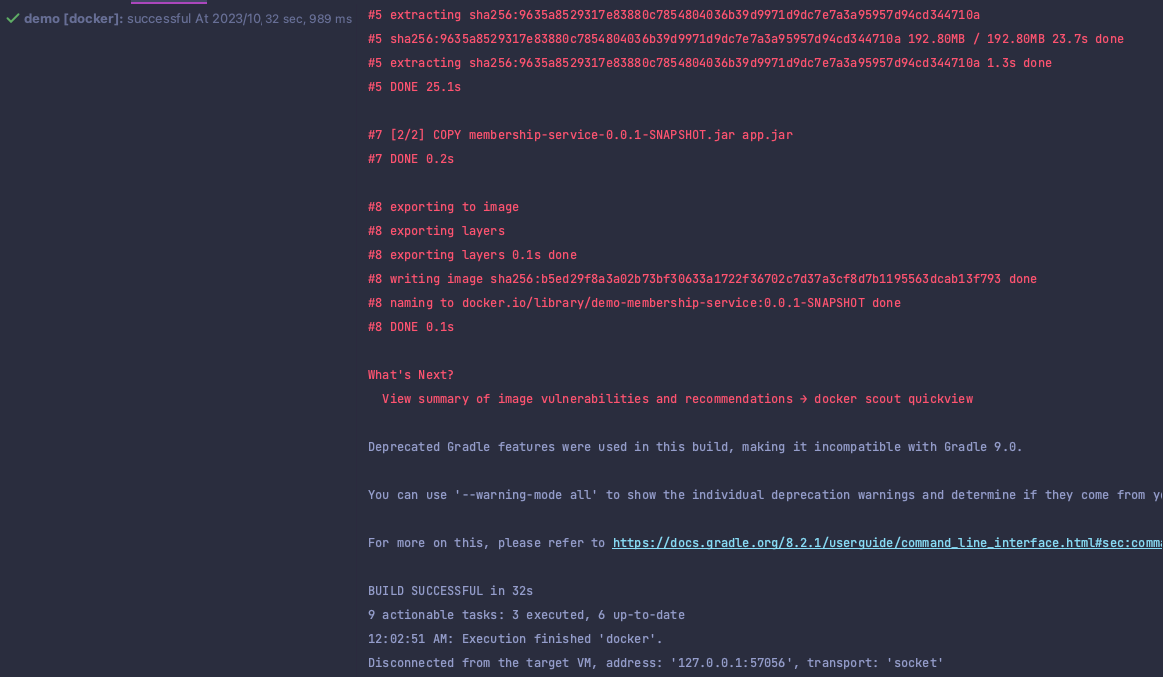 demo [docker]: successful At 2023/10, 32 sec, 989 ms
#5 extracting sha256:9635a8529317e83880c7854804036b39d9971d9dc7e7a3a95957d94cd344710a
#5 sha256:9635a8529317e83880c7854804036b39d9971d9dc7e7a3a95957d94cd344710a 192.80MB / 192.80MB 23.7s done
#5 extracting sha256:9635a8529317e83880c7854804036b39d9971d9dc7e7a3a95957d94cd344710a 1.3s done
#5 DONE 25.1s
#7 [2/2] COPY membership-service-0.0.1-SNAPSHOT.jar app.jar
#7 DONE 0.2s
#8 exporting to image
#8 exporting layers
#8 exporting layers 0.1s done
#8 writing image sha256:b5ed29f8a3a02b73bf30633a1722f36702c7d37a3cf8d7b1195563dcab13f793 done
#8 naming to docker.io/library/demo-membership-service:0.0.1-SNAPSHOT done
#8 DONE 0.1s
What's Next?
View summary of image vulnerabilities and recommendations → docker scout quickview
Deprecated Gradle features were used in this build, making it incompatible with Gradle 9.0.
You can use '--warning-mode all' to show the individual deprecation warnings and determine if they come from
For more on this, please refer to https://docs.gradle.org/8.2.1/userguide/command_line_interface.html#sec:comma
BUILD SUCCESSFUL in 32s
9 actionable tasks: 3 executed, 6 up-to-date
12:02:51 AM: Execution finished 'docker'.
Disconnected from the target VM, address: '127.0.0.1:57056', transport: 'socket'